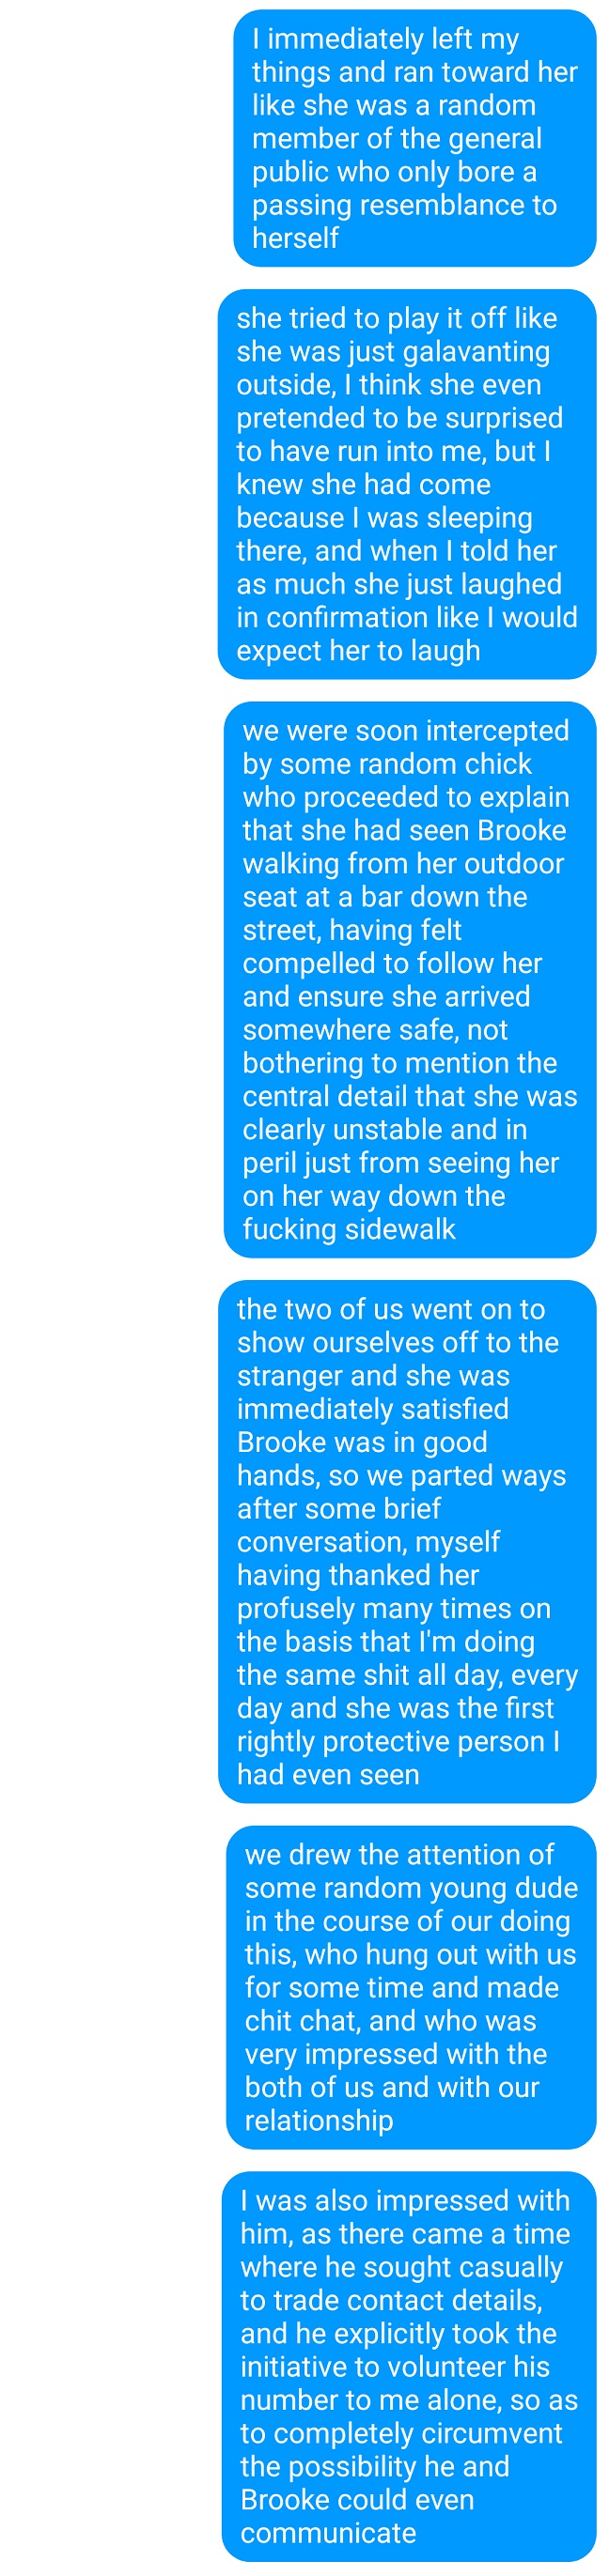 I immediately left my
things and ran toward her
like she was a random
member of the general
public who only bore a
passing resemblance to
herself
she tried to play it off like
she was just galavanting
outside, I think she even
pretended to be surprised
to have run into me, but I
knew she had come
because I was sleeping
there, and when I told her
as much she just laughed
in confirmation like I would
expect her to laugh
we were soon intercepted
by some random chick
who proceeded to explain
that she had seen Brooke
walking from her outdoor
seat at a bar down the
street, having felt
compelled to follow her
and ensure she arrived
somewhere safe, not
bothering to mention the
central detail that she was
clearly unstable and in
peril just from seeing her
on her way down the
fucking sidewalk
the two of us went on to
show ourselves off to the
stranger and she was
immediately satisfied
Brooke was in good
hands, so we parted ways
after some brief
conversation, myself
having thanked her
profusely many times on
the basis that I'm doing
the same shit all day, every
day and she was the first
rightly protective person I
had even seen
we drew the attention of
some random young dude
in the course of our doing
this, who hung out with us
for some time and made
chit chat, and who was
very impressed with the
both of us and with our
relationship
I was also impressed with
him, as there came a time
where he sought casually
to trade contact details,
and he explicitly took the
initiative to volunteer his
number to me alone, so as
to completely circumvent
the possibility he and
Brooke could even
communicate